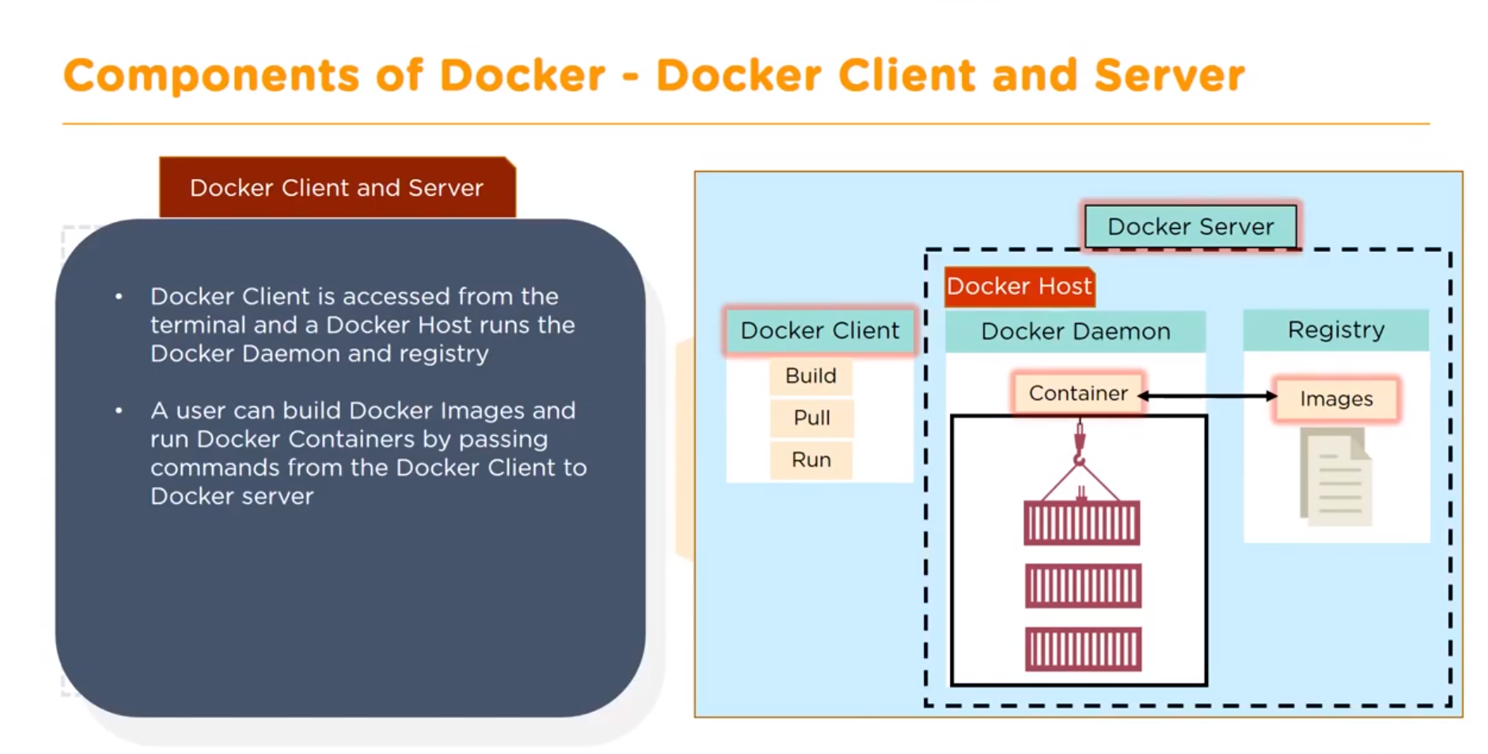 Components of Docker - Docker Client and Server
Docker Client and Server
• Docker Client is accessed from the
terminal and a Docker Host runs the
Docker Daemon and registry
• A user can build Docker Images and
run Docker Containers by passing
commands from the Docker Client to
Docker server
Docker Server
Docker Host
Docker Client
Docker Daemon
Registry
Build
Pull
Run
Container
Images